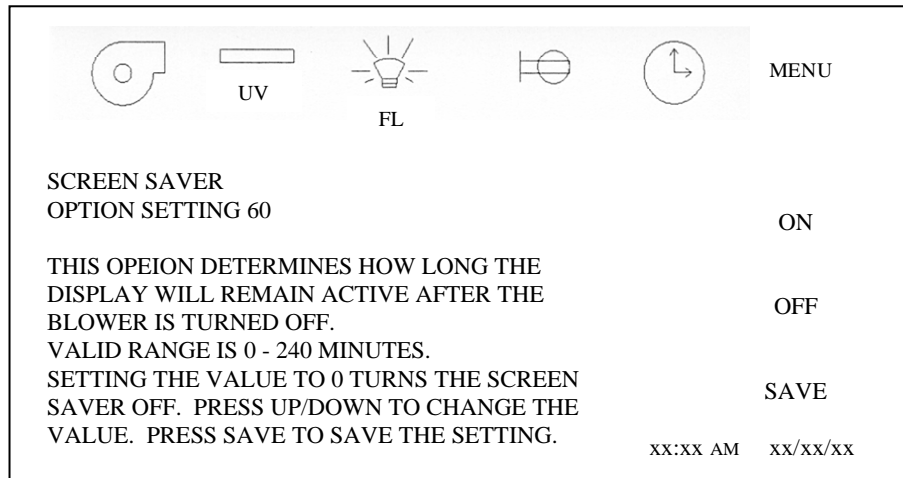 MENU
UV
FL
SCREEN SAVER
OPTION SETTING 60
ON
THIS OPEION DETERMINES HOW LONG THE
DISPLAY WILL REMAIN ACTIVE AFTER THE
BLOWER IS TURNED OFF.
OFF
VALID RANGE IS 0 - 240 MINUTES.
SETTING THE VALUE TO 0 TURNS THE SCREEN
SAVER OFF. PRESS UP/DOWN TO CHANGE THE
VALUE. PRESS SAVE TO SAVE THE SETTING.
SAVE
xx:xx AM xx/xx/xx